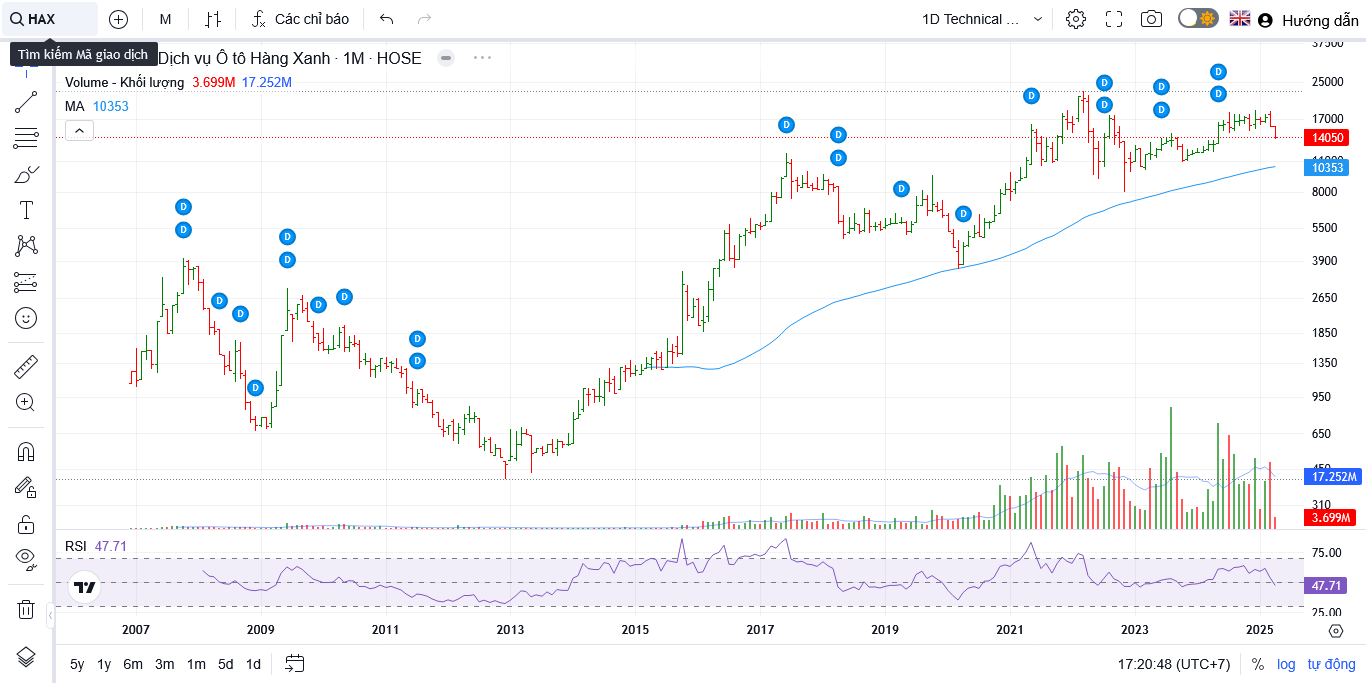 HAX M Các chỉ báo 1D Technical ... Hướng dẫn
Tìm kiếm Mã giao dịch
Dịch vụ Ô tô Hàng Xanh · 1M · HOSE
Volume - Khối lượng 3.699M 17.252M
MA 10353
25000
17000
14050
10353
8000
5500
3900
2650
1850
1350
950
650
17.252M
310
3.699M
D D D D D D D D D D D D D D D D D D D D D D D D
RSI 47.71
75.00
47.71
25.00
2007 2009 2011 2013 2015 2017 2019 2021 2023 2025
5y 1y 6m 3m 1m 5d 1d 17:20:48 (UTC+7) % log tự động